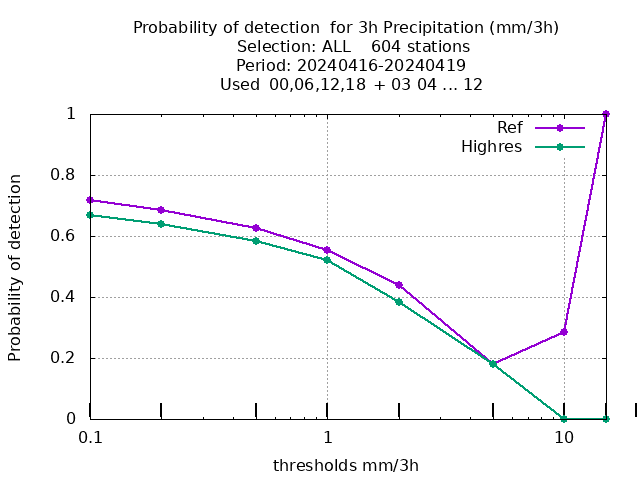 Probability of detection  for 3h Precipitation (mm/3h)
Selection: ALL    604 stations
Period: 20240416-20240419
Used  00,06,12,18  + 03 04 ... 12
Ref
Highres
1
0.8
0.6
0.4
0.2
0
Probability of detection
0.1
1
10
thresholds mm/3h